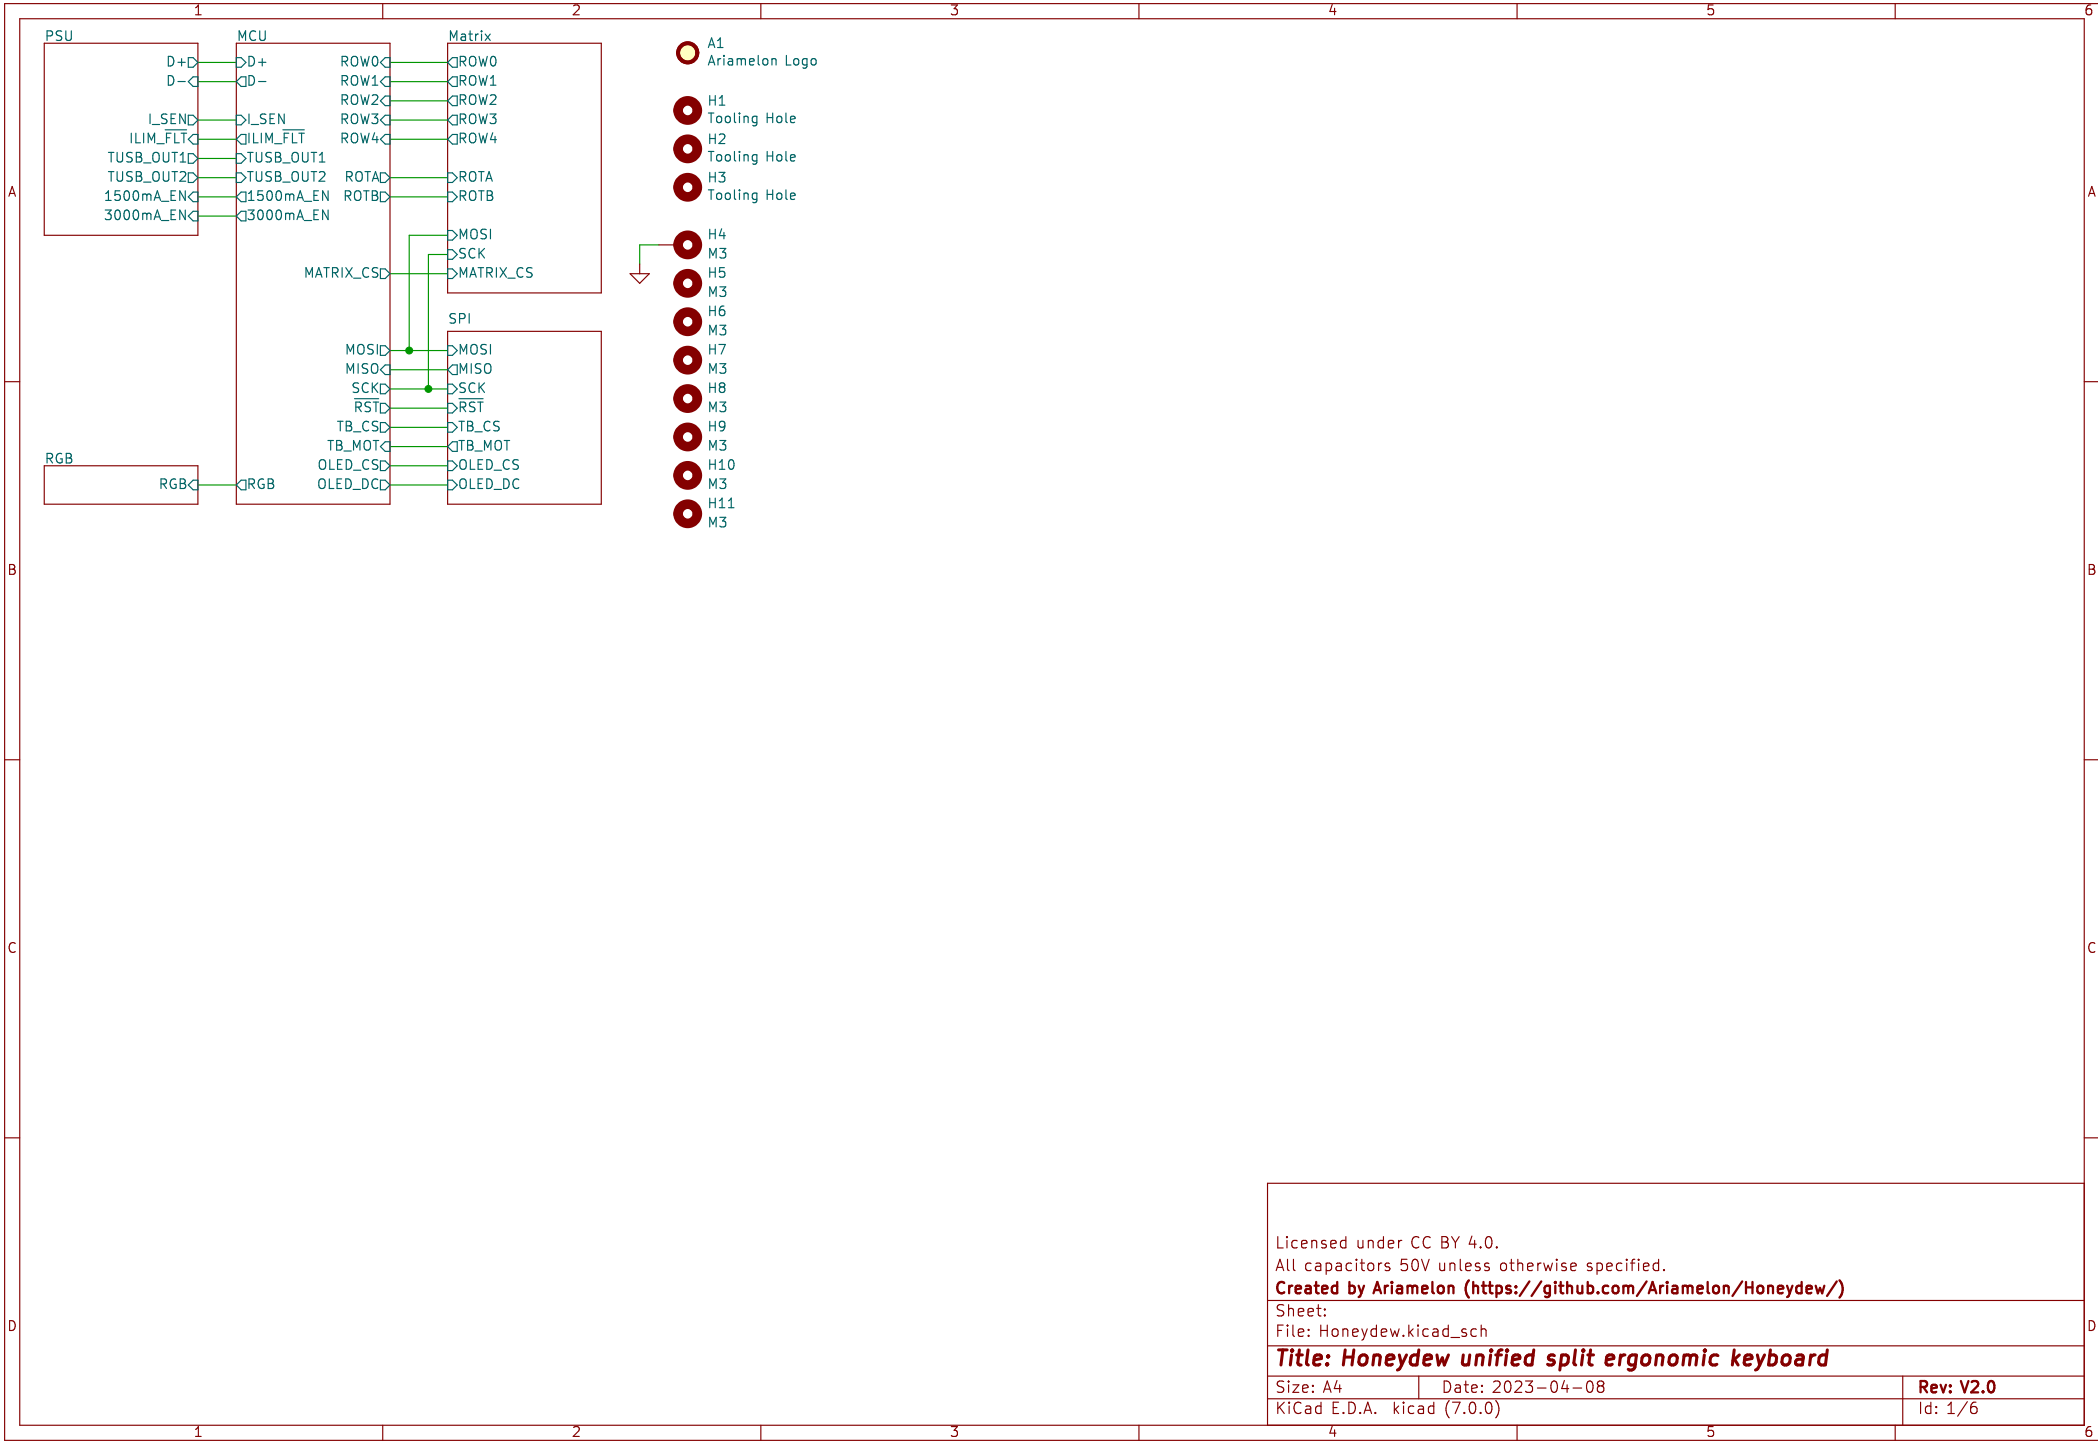 1 2 3 4 5 6
PSU
D+
D-
I_SEN
ILIM_FLT
TUSB_OUT1
TUSB_OUT2
1500mA_EN
3000mA_EN
MCU
D+
D-
I_SEN
ILIM_FLT
TUSB_OUT1
TUSB_OUT2
1500mA_EN
3000mA_EN
RGB
ROW0
ROW1
ROW2
ROW3
ROW4
ROTA
ROTB
MATRIX_CS
MOSI
MISO
SCK
RST
TB_CS
TB_MOT
OLED_CS
OLED_DC
Matrix
ROW0
ROW1
ROW2
ROW3
ROW4
ROTA
ROTB
MOSI
SCK
MATRIX_CS
SPI
MOSI
MISO
SCK
RST
TB_CS
TB_MOT
OLED_CS
OLED_DC
RGB
RGB
A1
Ariamelon Logo
H1
Tooling Hole
H2
Tooling Hole
H3
Tooling Hole
H4
M3
H5
M3
H6
M3
H7
M3
H8
M3
H9
M3
H10
M3
H11
M3
A
B
C
D
A
B
C
D
Licensed under CC BY 4.0.
All capacitors 50V unless otherwise specified.
Created by Ariamelon (https://github.com/Ariamelon/Honeydew/)
Sheet:
File: Honeydew.kicad_sch
Title: Honeydew unified split ergonomic keyboard
Size: A4 Date: 2023-04-08 Rev: V2.0
KiCad E.D.A. kicad (7.0.0) Id: 1/6
1 2 3 4 5 6